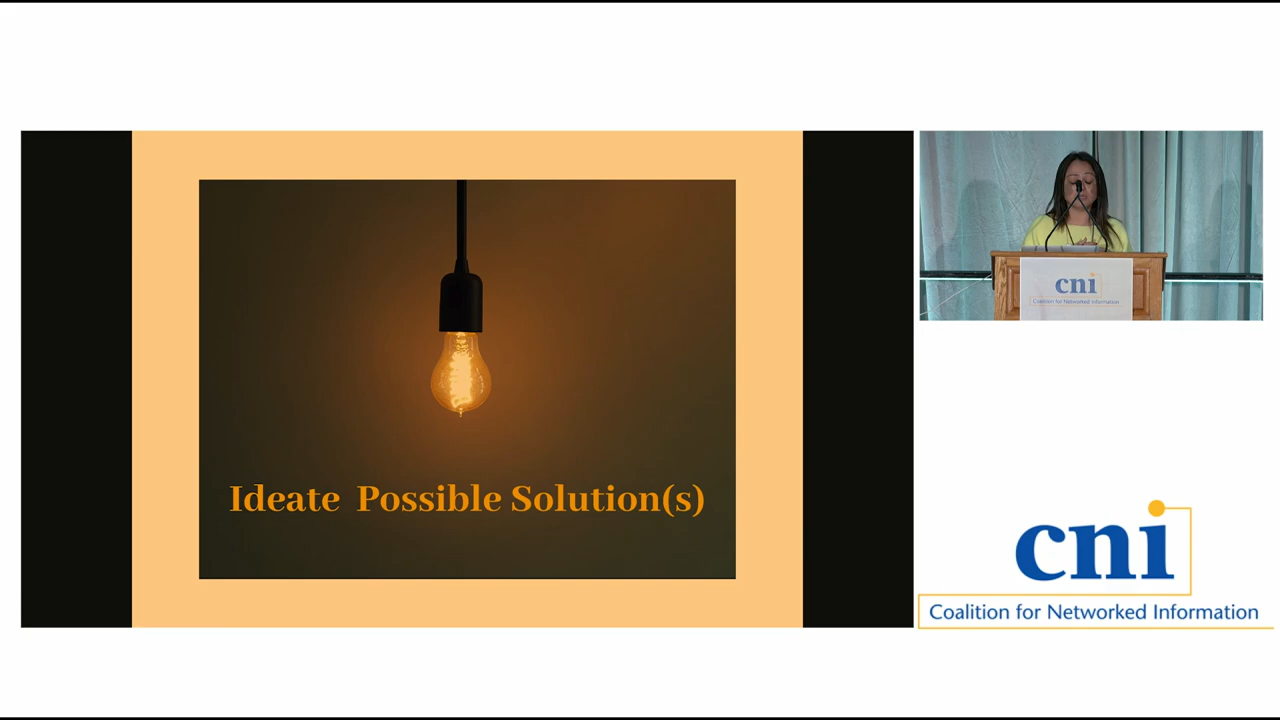 Ideate Possible Solution(s)
cni
Coalition for Networked Information
cni
Coalition for Networked Information